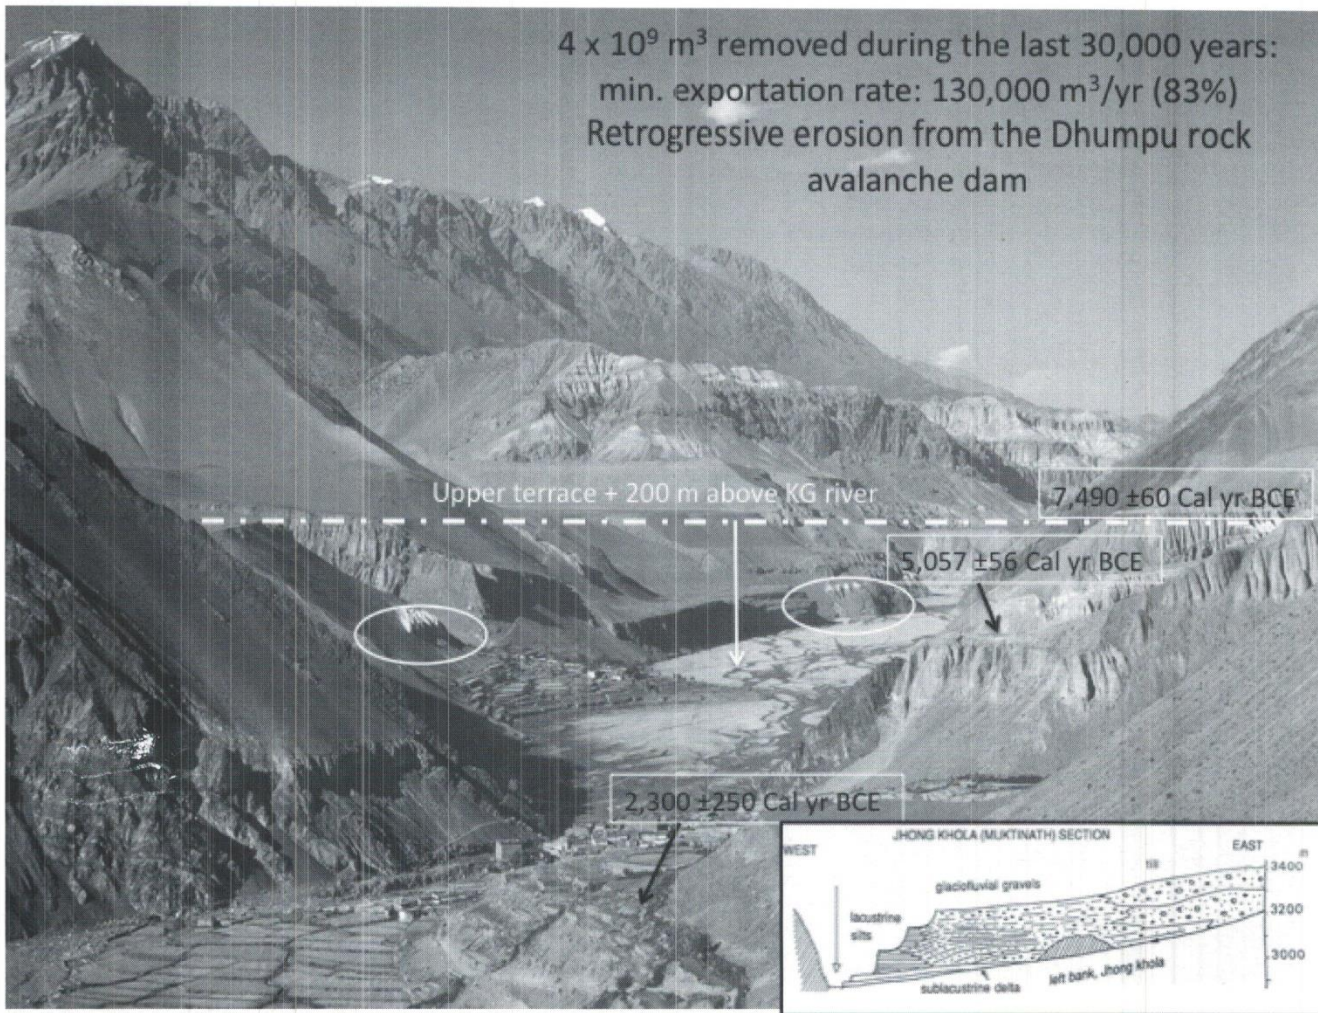 4 x 10⁹ m³ removed during the last 30,000 years:
min. exportation rate: 130,000 m³/yr (83%)
Retrogressive erosion from the Dhumpu rock
avalanche dam
Upper terrace + 200 m above KG river
7,490 ±60 Cal yr BCE
5,057 ±56 Cal yr BCE
2,300 ±250 Cal yr BCE
JHONG KHOLA (MUKTINATH) SECTION
WEST
EAST
m
till
3400
glaciofluvial gravels
lacustrine
silts
3200
3000
left bank, Jhong khola
sublacustrine delta